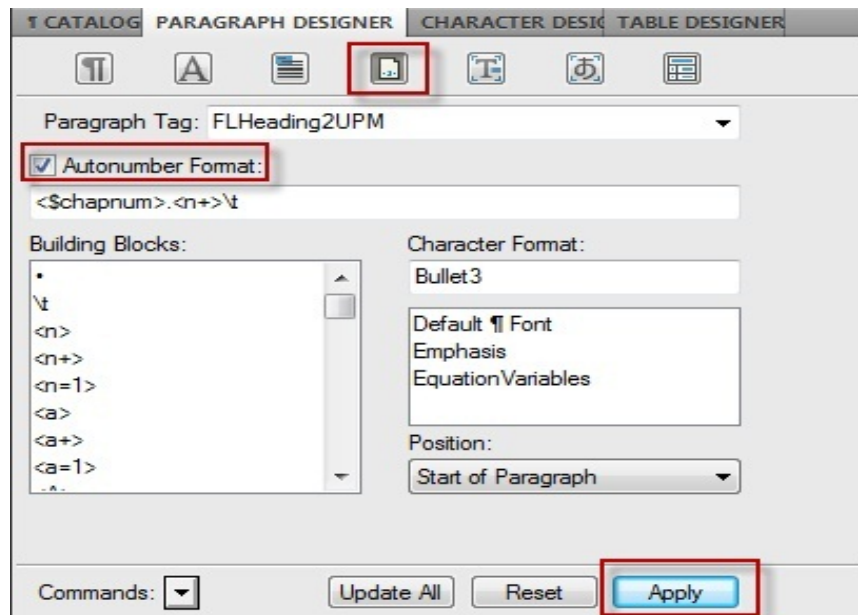 ¶ CATALOG PARAGRAPH DESIGNER CHARACTER DESIG TABLE DESIGNER
¶ A T あ
Paragraph Tag: FLHeading2UPM
Autonumber Format:
<$chapnum>.<n+>\t
Building Blocks:
•
\t
<n>
<n+>
<n=1>
<a>
<a+>
<a=1>
Character Format:
Bullet3
Default ¶ Font
Emphasis
EquationVariables
Position:
Start of Paragraph
Commands: Update All Reset Apply